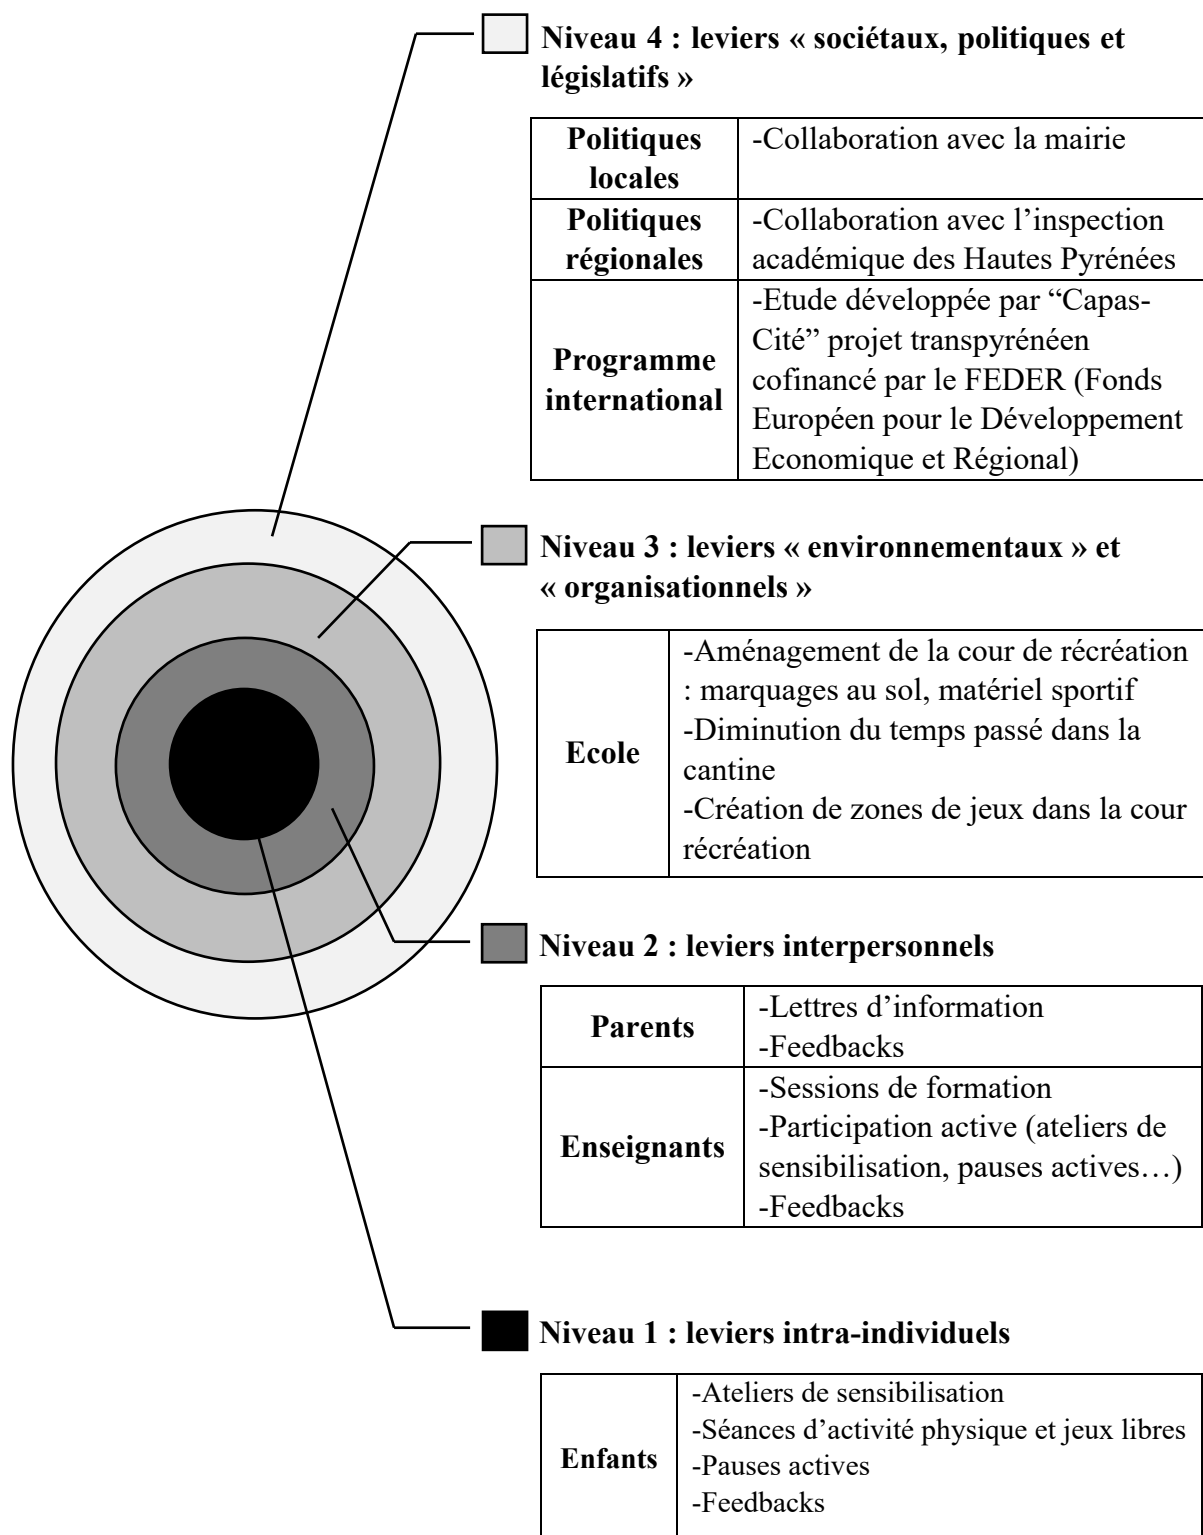 Niveau 4 : leviers « sociétaux, politiques et
législatifs »
Politiques
locales
-Collaboration avec la mairie
Politiques
régionales
-Collaboration avec l’inspection
académique des Hautes Pyrénées
Programme
international
-Etude développée par “Capas-
Cité” projet transpyrénéen
cofinancé par le FEDER (Fonds
Européen pour le Développement
Economique et Régional)
Niveau 3 : leviers « environnementaux » et
« organisationnels »
Ecole
-Aménagement de la cour de récréation
: marquages au sol, matériel sportif
-Diminution du temps passé dans la
cantine
-Création de zones de jeux dans la cour
récréation
Niveau 2 : leviers interpersonnels
Parents
-Lettres d’information
-Feedbacks
Enseignants
-Sessions de formation
-Participation active (ateliers de
sensibilisation, pauses actives…)
-Feedbacks
Niveau 1 : leviers intra-individuels
Enfants
-Ateliers de sensibilisation
-Séances d’activité physique et jeux libres
-Pauses actives
-Feedbacks